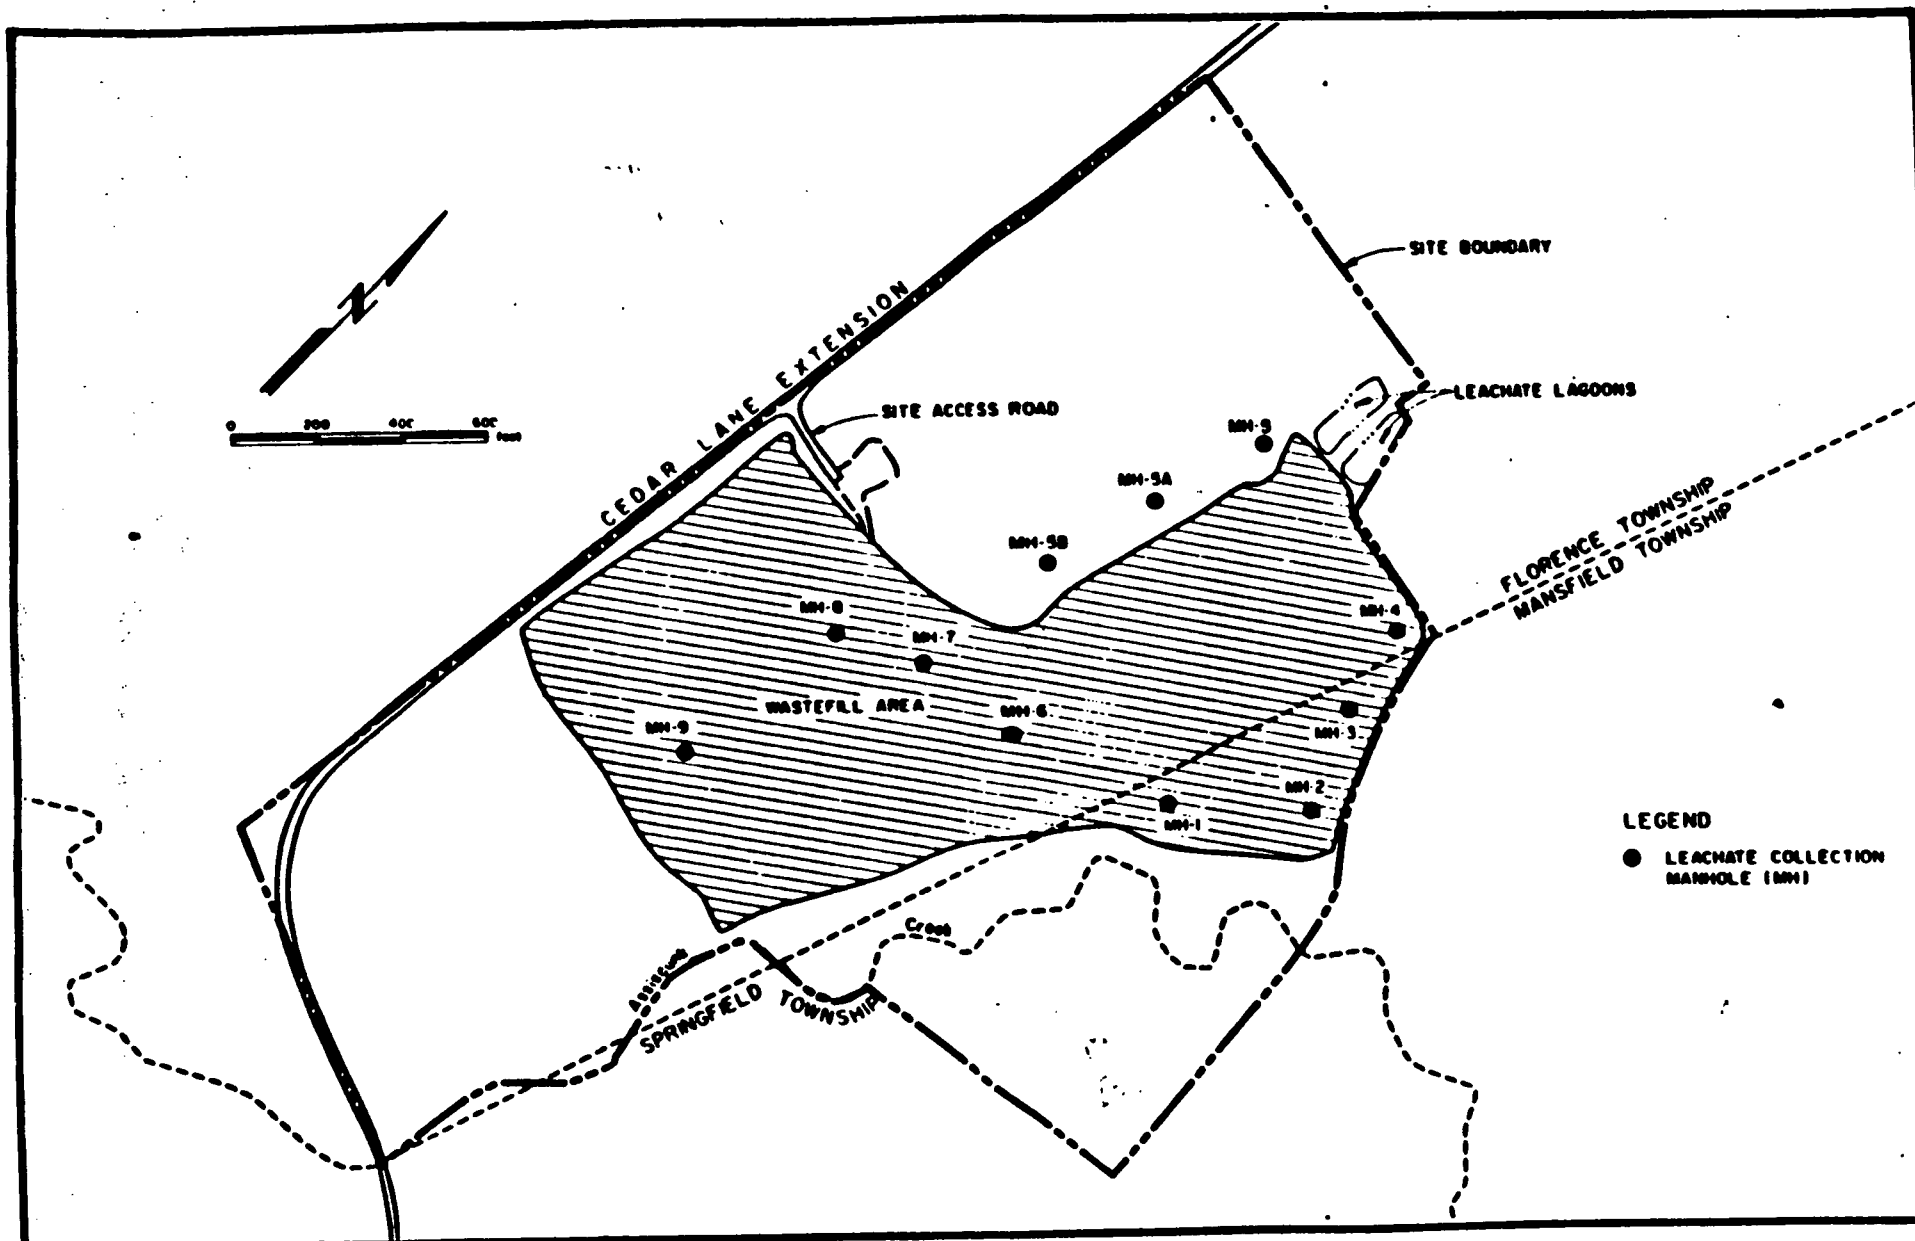 SITE BOUNDARY
N
CEDAR LANE EXTENSION
0 200 400 600
feet
SITE ACCESS ROAD
LEACHATE LAGOONS
MH-5
MH-5A
MH-5B
FLORENCE TOWNSHIP
MANSFIELD TOWNSHIP
MH-8
MH-7
MH-4
WASTEFILL AREA
MH-6
MH-9
MH-3
MH-2
MH-1
LEGEND
LEACHATE COLLECTION
MANHOLE (MH)
Assiscunk
Creek
SPRINGFIELD TOWNSHIP